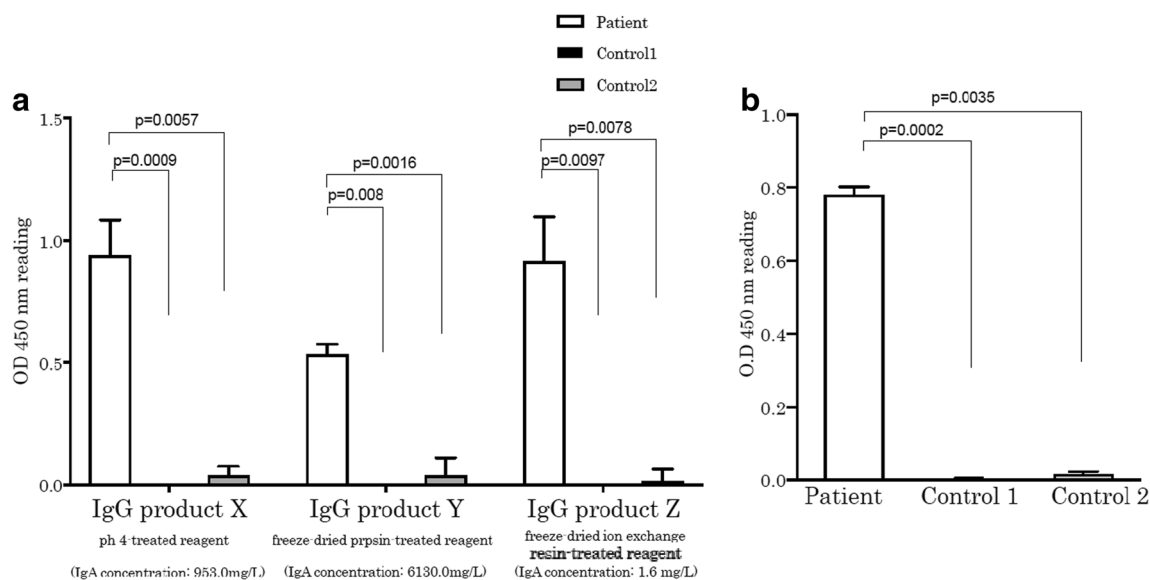 Patient
Control1
Control2
a
1.5
1.0
0.5
0.0
OD 450 nm reading
p=0.0057
p=0.0009
p=0.0016
p=0.008
p=0.0078
p=0.0097
IgG product X
ph 4-treated reagent
(IgA concentration: 953.0mg/L)
IgG product Y
freeze-dried prpsin-treated reagent
(IgA concentration: 6130.0mg/L)
IgG product Z
freeze-dried ion exchange
resin-treated reagent
(IgA concentration: 1.6 mg/L)
b
1.0
0.8
0.6
0.4
0.2
0.0
O.D 450 nm reading
p=0.0035
p=0.0002
Patient
Control 1
Control 2